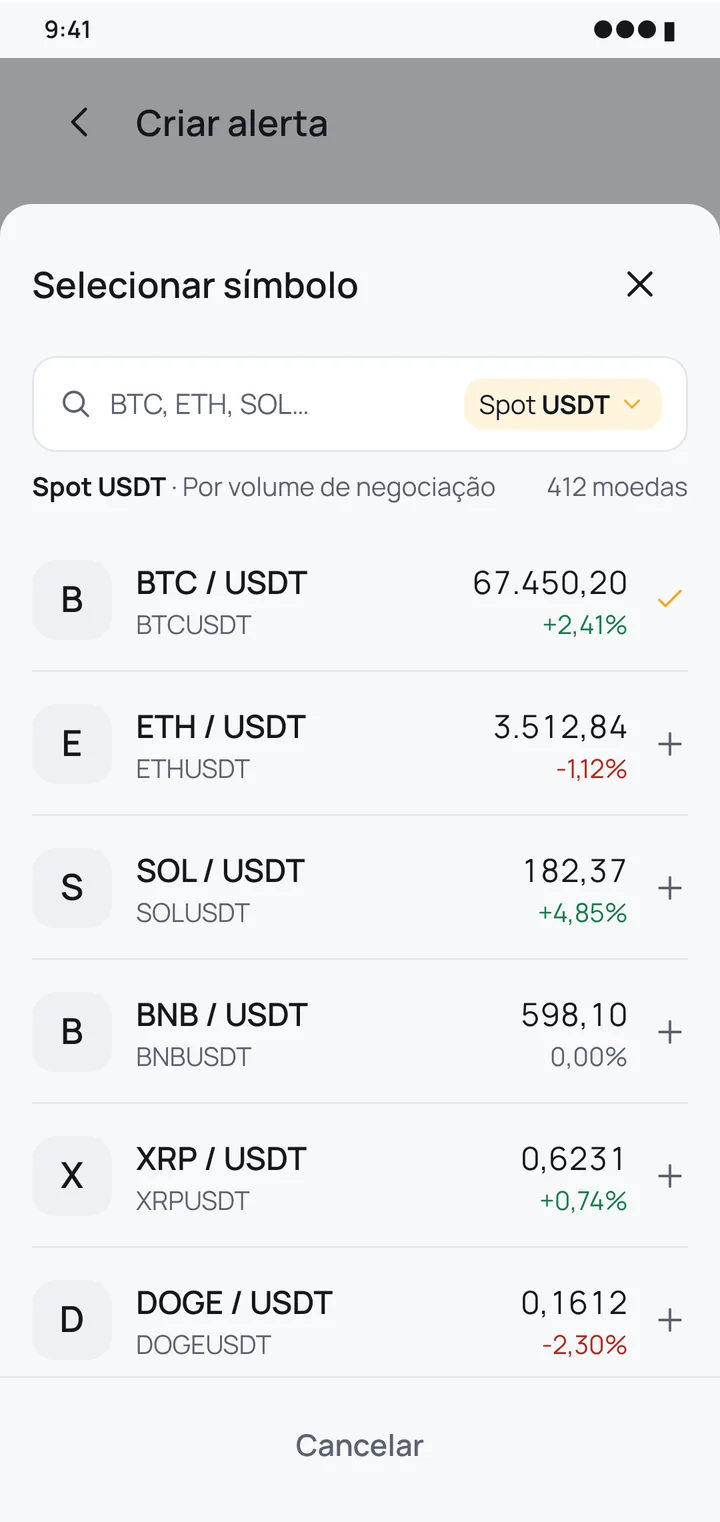 9:41
Criar alerta
Selecionar símbolo
BTC, ETH, SOL... Spot USDT
Spot USDT · Por volume de negociação 412 moedas
B BTC / USDT 67.450,20
BTCUSDT +2,41%
E ETH / USDT 3.512,84
ETHUSDT -1,12%
S SOL / USDT 182,37
SOLUSDT +4,85%
B BNB / USDT 598,10
BNBUSDT 0,00%
X XRP / USDT 0,6231
XRPUSDT +0,74%
D DOGE / USDT 0,1612
DOGEUSDT -2,30%
Cancelar